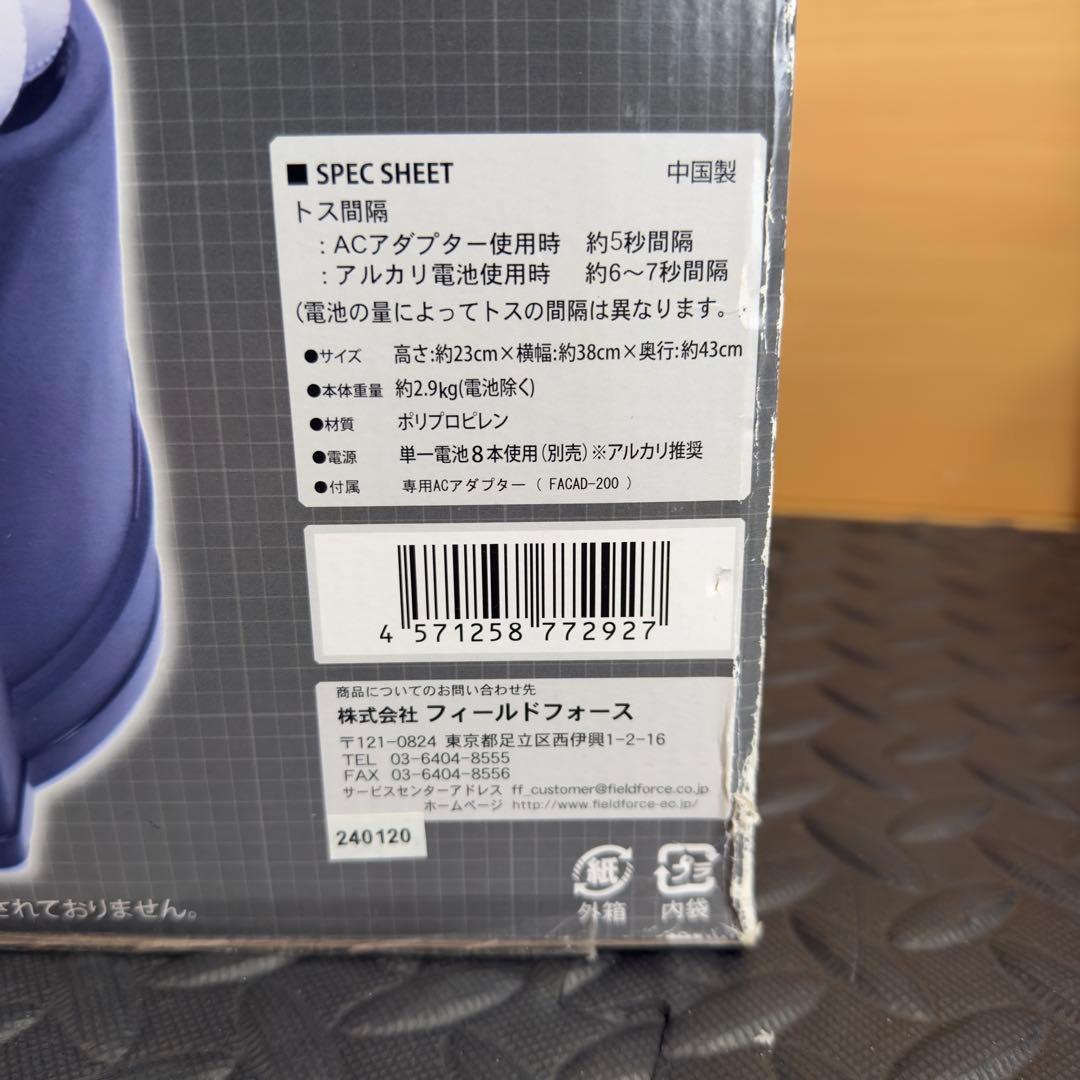 ■ SPEC SHEET 中国製
トス間隔
：ACアダプター使用時 約5秒間隔
：アルカリ電池使用時 約6～7秒間隔
（電池の量によってトスの間隔は異なります。
●サイズ 高さ:約23cm×横幅:約38cm×奥行:約43cm
●本体重量 約2.9kg(電池除く)
●材質 ポリプロピレン
●電源 単一電池8本使用（別売）※アルカリ推奨
●付属 専用ACアダプター（ FACAD-200 ）
4 571258 772927
商品についてのお問い合わせ先
株式会社 フィールドフォース
〒121-0824 東京都足立区西伊興1-2-16
TEL 03-6404-8555
FAX 03-6404-8556
サービスセンターアドレス ff_customer@fieldforce.co.jp
ホームページ http://www.fieldforce-ec.jp/
240120
紙 プラ
外箱 内袋
されておりません。